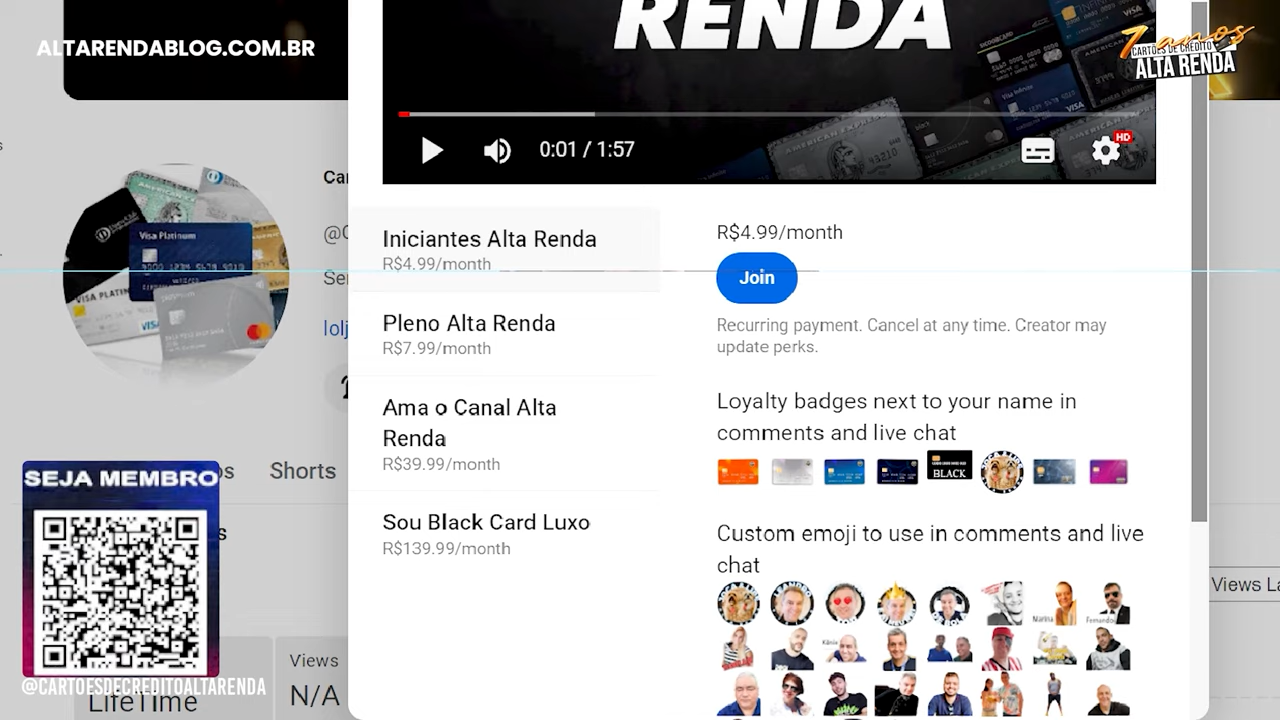 ALTARENDABLOG.COM.BR
RENDA
7 anos
CARTÕES DE CRÉDITO
ALTA RENDA
0:01 / 1:57
HD
Iniciantes Alta Renda
R$4.99/month
Pleno Alta Renda
R$7.99/month
Ama o Canal Alta
Renda
R$39.99/month
Sou Black Card Luxo
R$139.99/month
R$4.99/month
Join
Recurring payment. Cancel at any time. Creator may
update perks.
Loyalty badges next to your name in
comments and live chat
BLACK
Custom emoji to use in comments and live
chat
Visa Platinum
Shorts
SEJA MEMBRO
@CARTOESDECREDITOALTARENDA
LifeTime
Views
N/A
Views La